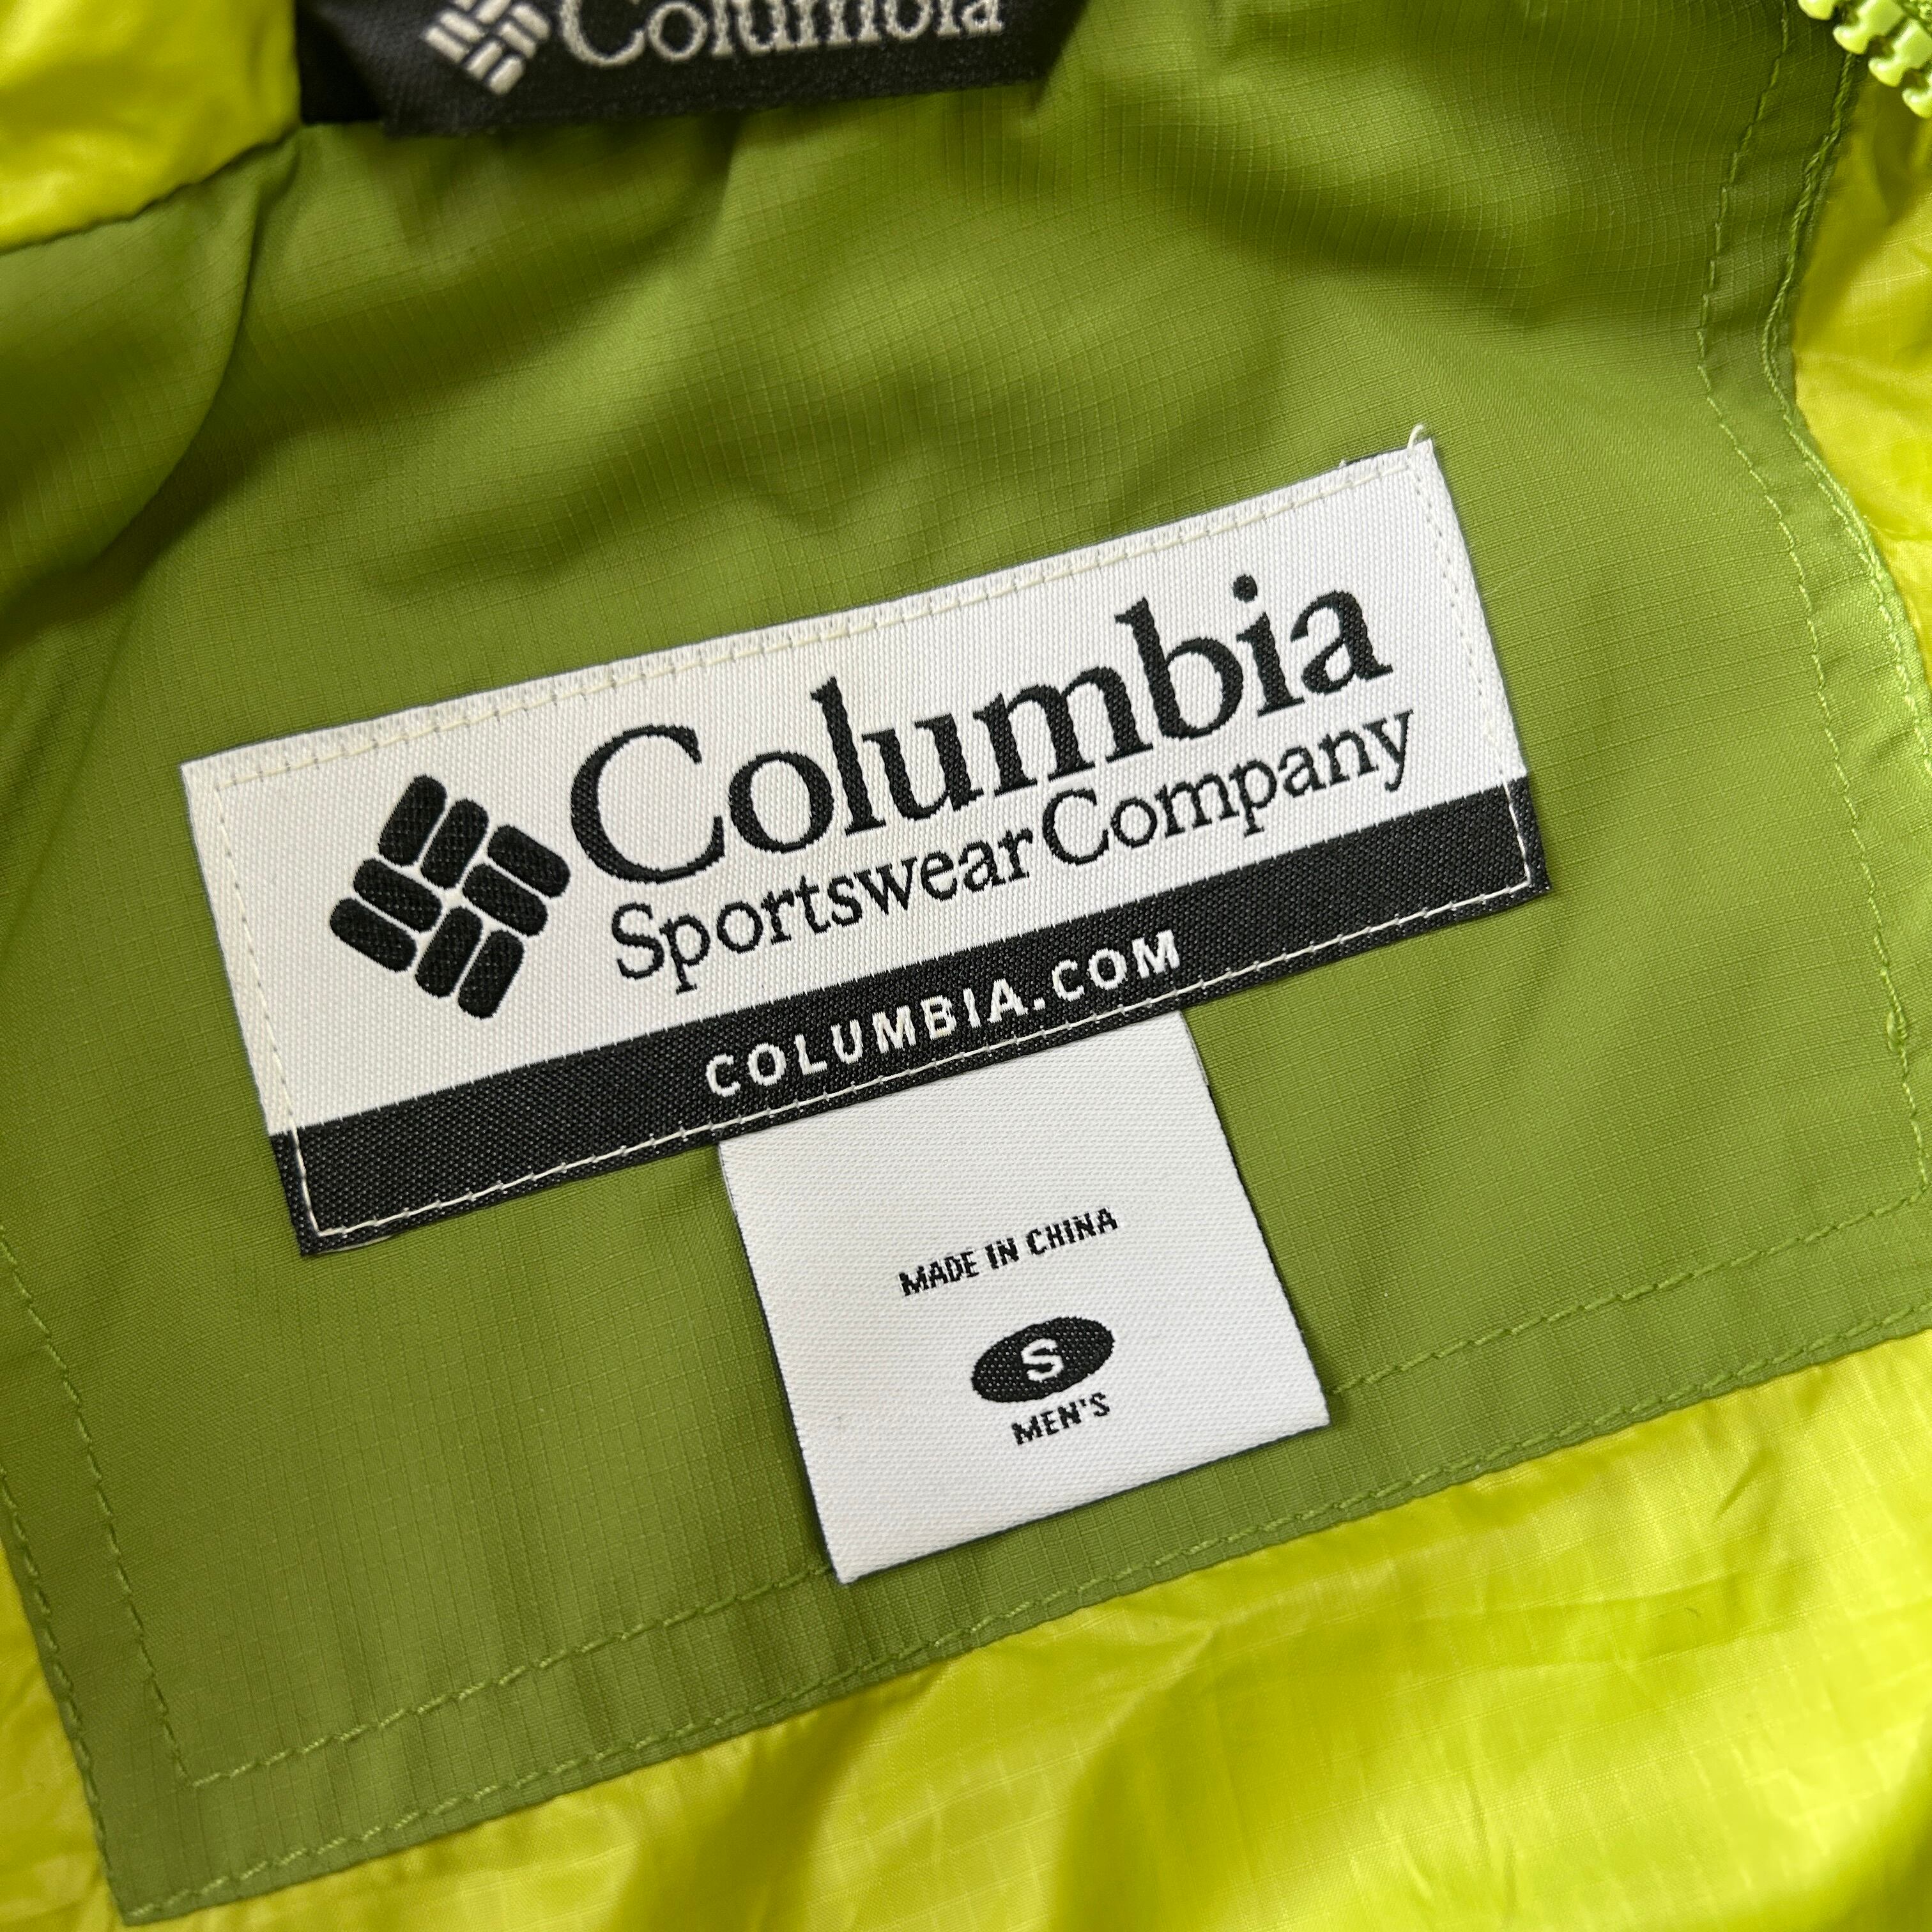 Columbia
Columbia
Sportswear Company
COLUMBIA.COM
MADE IN CHINA
S
MEN'S